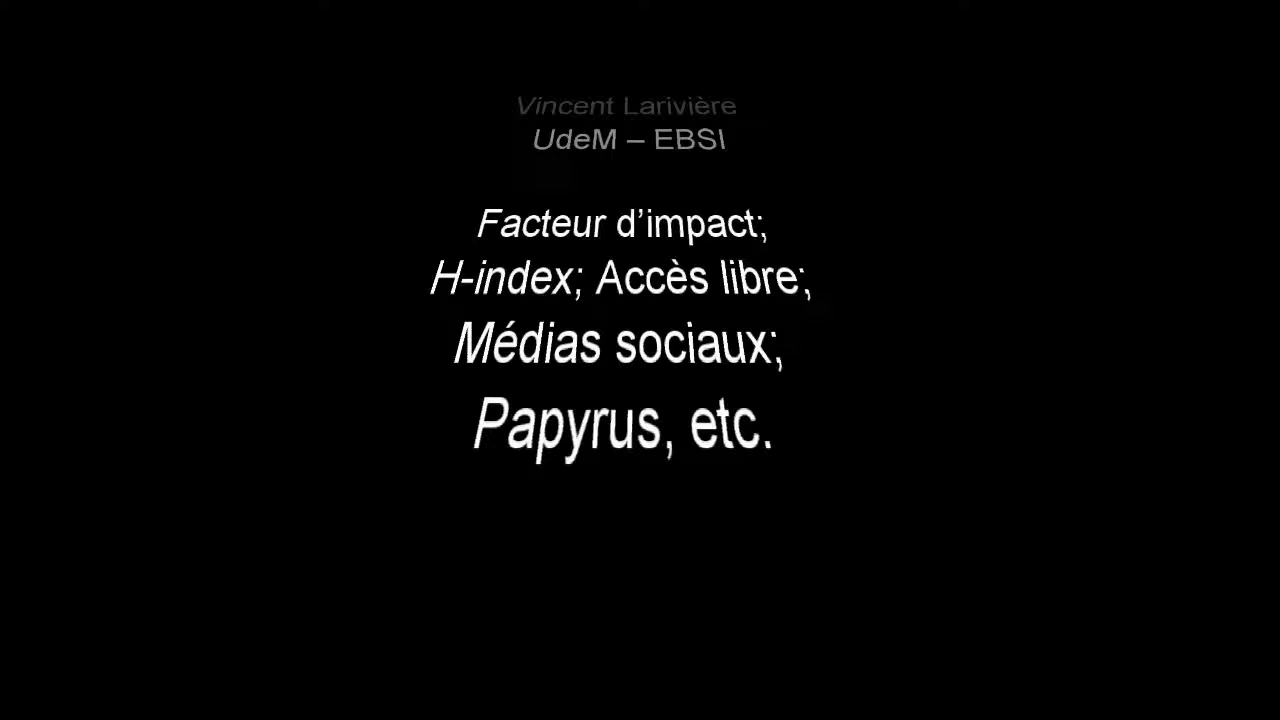 Vincent Larivière
UdeM – EBSI
Facteur d’impact;
H-index; Accès libre;
Médias sociaux;
Papyrus, etc.